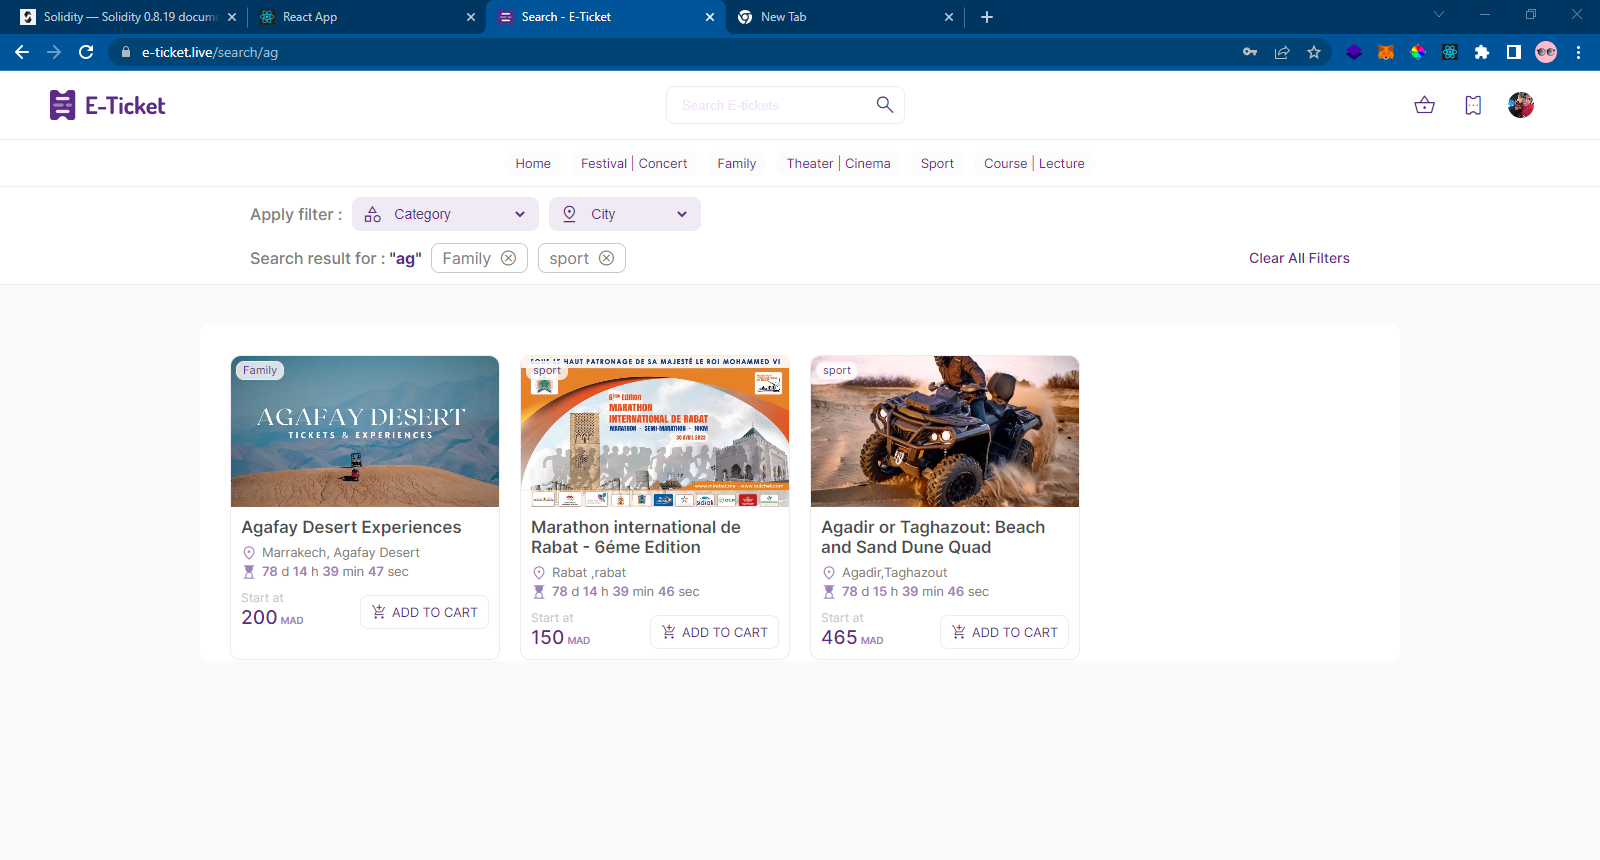 Solidity — Solidity 0.8.19 docum
React App
Search - E-Ticket
New Tab
e-ticket.live/search/ag
E-Ticket
Search E-tickets
Home
Festival | Concert
Family
Theater | Cinema
Sport
Course | Lecture
Apply filter :
Category
City
Search result for : "ag"
Family
sport
Clear All Filters
Family
AGAFAY DESERT
TICKETS & EXPERIENCES
Agafay Desert Experiences
Marrakech, Agafay Desert
78 d 14 h 39 min 47 sec
Start at
200 MAD
ADD TO CART
SOUS LE HAUT PATRONAGE DE SA MAJESTÉ LE ROI MOHAMMED VI
sport
6éme Edition
MARATHON
INTERNATIONAL DE RABAT
MARATHON - SEMI-MARATHON - 10KM
30 AVRIL 2023
Marathon international de
Rabat - 6éme Edition
Rabat ,rabat
78 d 14 h 39 min 46 sec
Start at
150 MAD
ADD TO CART
sport
Agadir or Taghazout: Beach
and Sand Dune Quad
Agadir,Taghazout
78 d 15 h 39 min 46 sec
Start at
465 MAD
ADD TO CART